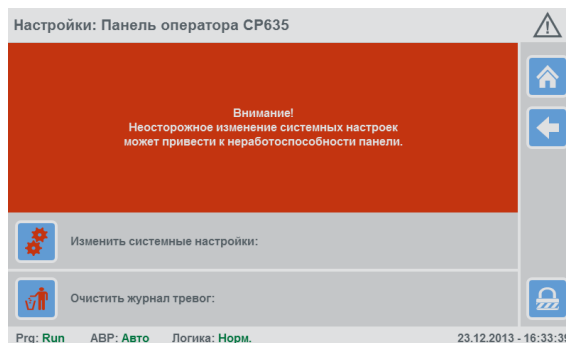 Настройки: Панель оператора CP635
Внимание!
Неосторожное изменение системных настроек
может привести к неработоспособности панели.
Изменить системные настройки:
Очистить журнал тревог:
Prg: Run АВР: Авто Логика: Норм. 23.12.2013 - 16:33:39